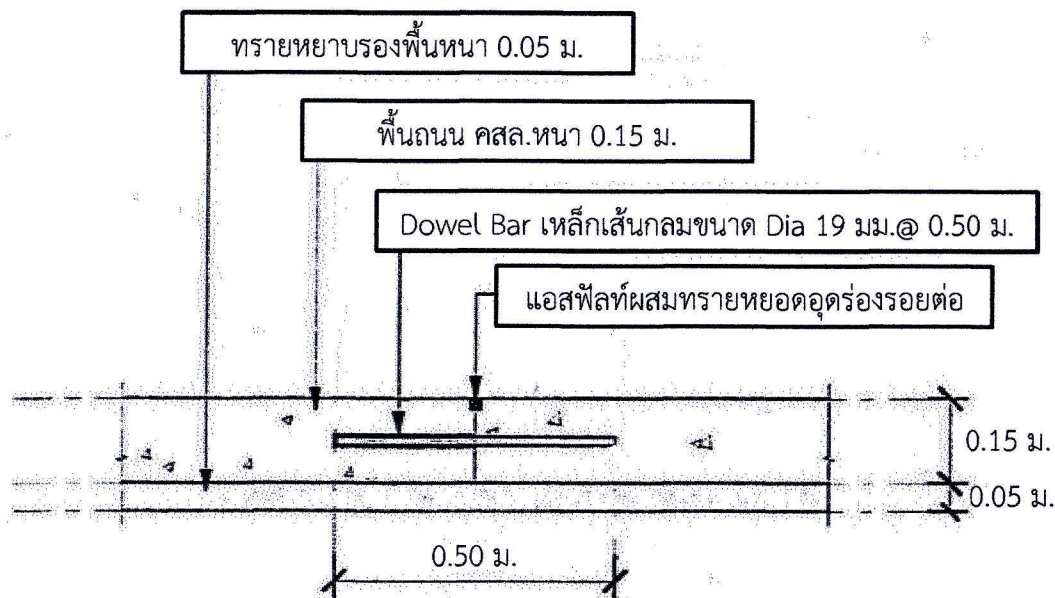 ทรายหยาบรองพื้นหนา 0.05 ม.
พื้นถนน คสล.หนา 0.15 ม.
Dowel Bar เหล็กเส้นกลมขนาด Dia 19 มม.@ 0.50 ม.
แอสฟัลท์ผสมทรายหยอดอุดร่องรอยต่อ
0.15 ม.
0.05 ม.
0.50 ม.